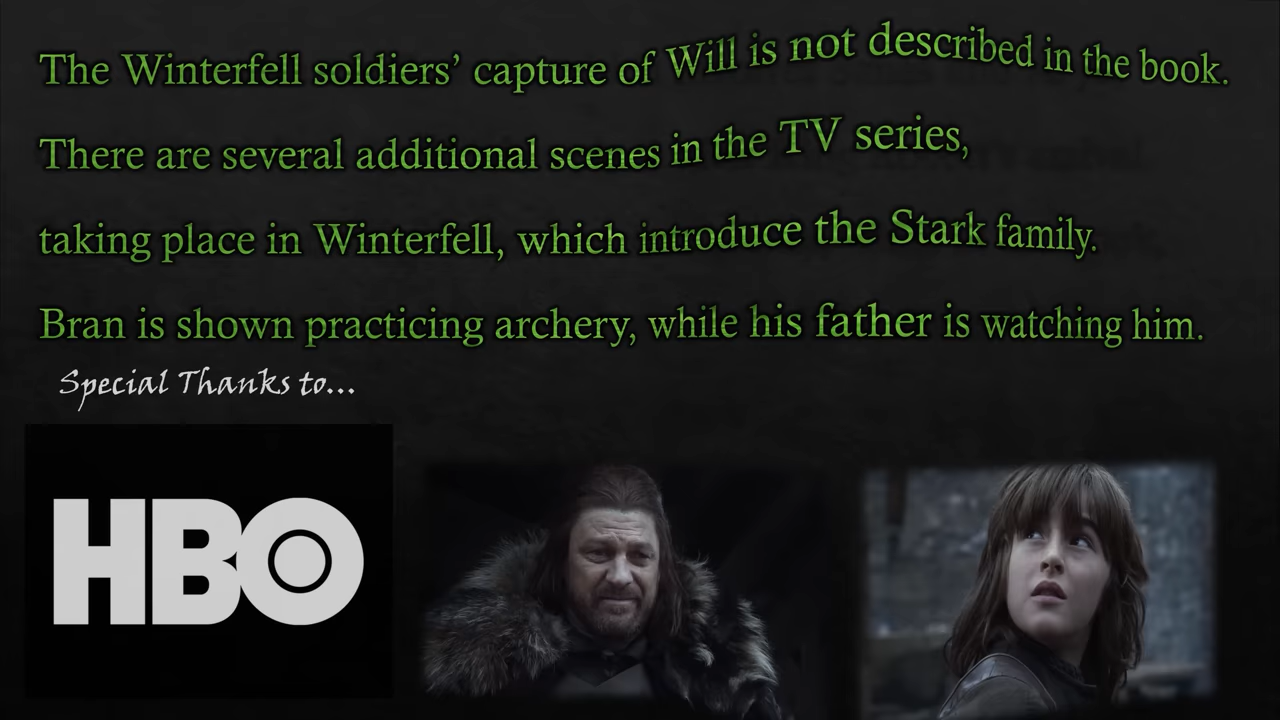 The Winterfell soldiers’ capture of Will is not described in the book.
There are several additional scenes in the TV series,
taking place in Winterfell, which introduce the Stark family.
Bran is shown practicing archery, while his father is watching him.
Special Thanks to...
HBO